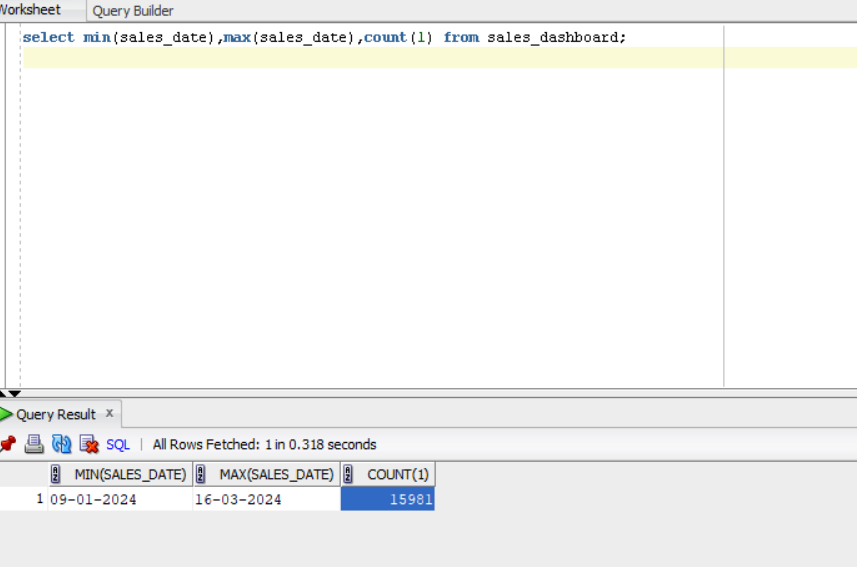 Worksheet Query Builder
select min(sales_date),max(sales_date),count(1) from sales_dashboard;
Query Result x
SQL | All Rows Fetched: 1 in 0.318 seconds
MIN(SALES_DATE) MAX(SALES_DATE) COUNT(1)
1 09-01-2024 16-03-2024 15981